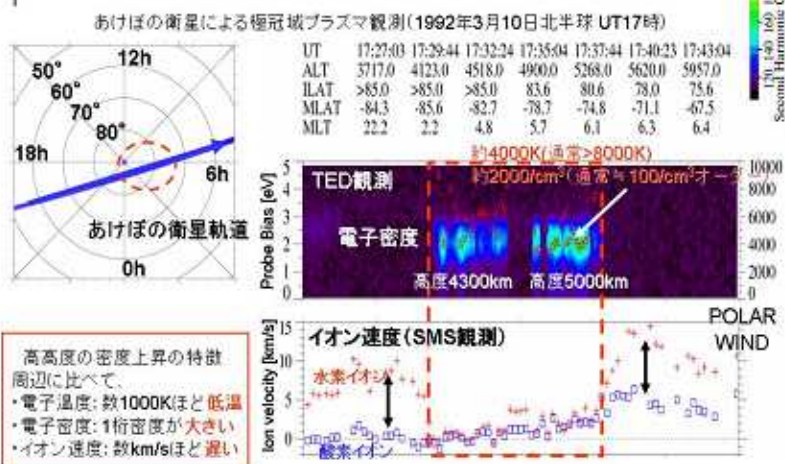 あけぼの衛星による極冠域プラズマ観測(1992年3月10日北半球 UT17時)
12h
50°
60°
70°
80°
18h
6h
あけぼの衛星軌道
0h
UT 17:27:03 17:29:44 17:32:24 17:35:04 17:37:44 17:40:23 17:43:04
ALT 3717.0 4123.0 4518.0 4900.0 5268.0 5620.0 5957.0
ILAT >85.0 >85.0 >85.0 83.6 80.6 78.0 75.6
MLAT -84.3 -85.6 -82.7 -78.7 -74.8 -71.1 -67.5
MLT 22.2 2.2 4.8 5.7 6.1 6.3 6.4
120 140 160
Second Harmonic
約4000K(通常>8000K)
約2000/cm³(通常≒100/cm³オーダ
TED観測
電子密度
高度4300km 高度5000km
Probe Bias [eV]
5
4
3
2
1
0
10000
8000
6000
4000
2000
0
POLAR
WIND
イオン速度(SMS観測)
水素イオン
酸素イオン
Ion velocity [km/s]
15
10
5
0
高高度の密度上昇の特徴
周辺に比べて、
・電子温度:数1000Kほど低温
・電子密度:1桁密度が大きい
・イオン速度:数km/sほど遅い